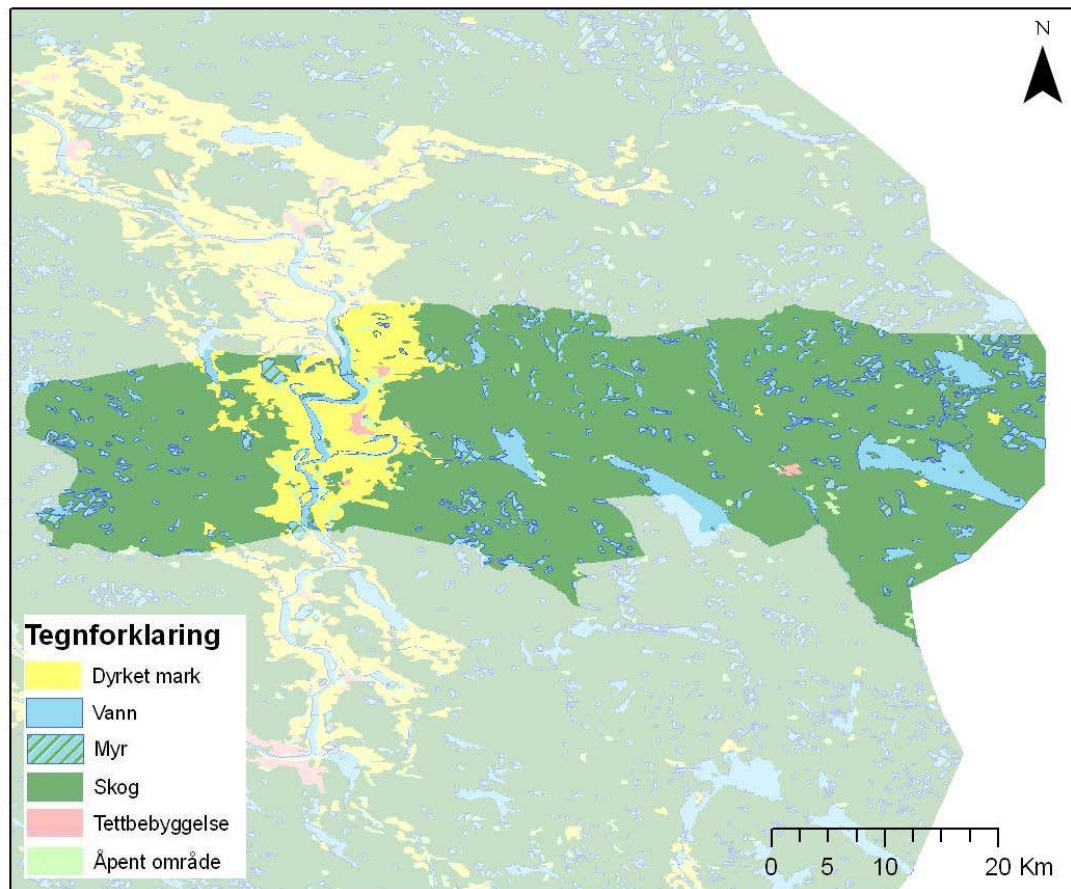 N
Tegnforklaring
Dyrket mark
Vann
Myr
Skog
Tettbebyggelse
Åpent område
0 5 10 20 Km